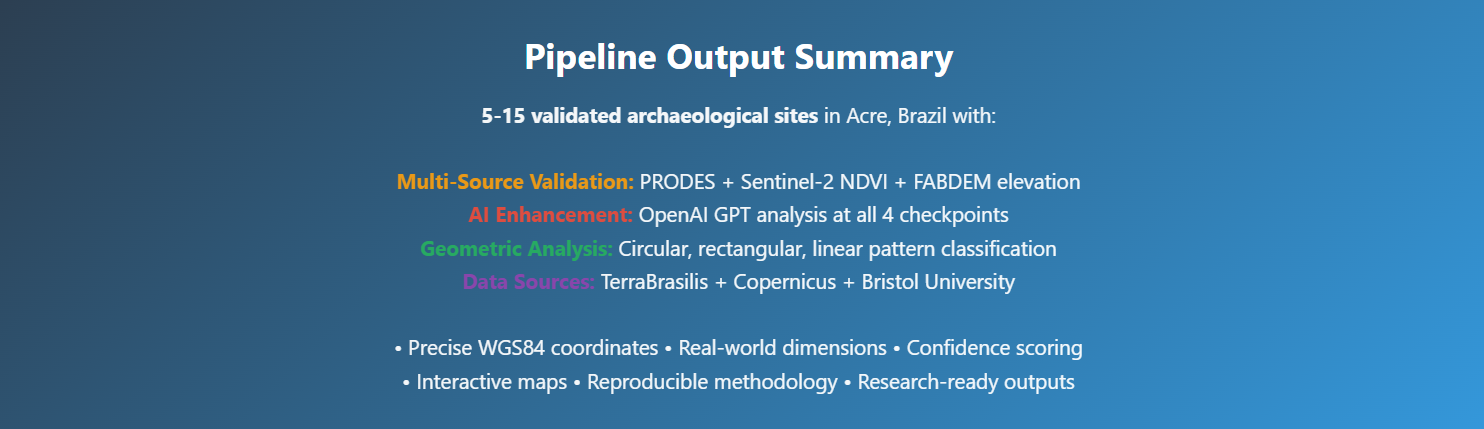 Pipeline Output Summary
5-15 validated archaeological sites in Acre, Brazil with:
Multi-Source Validation: PRODES + Sentinel-2 NDVI + FABDEM elevation
AI Enhancement: OpenAI GPT analysis at all 4 checkpoints
Geometric Analysis: Circular, rectangular, linear pattern classification
Data Sources: TerraBrasilis + Copernicus + Bristol University
• Precise WGS84 coordinates • Real-world dimensions • Confidence scoring
• Interactive maps • Reproducible methodology • Research-ready outputs